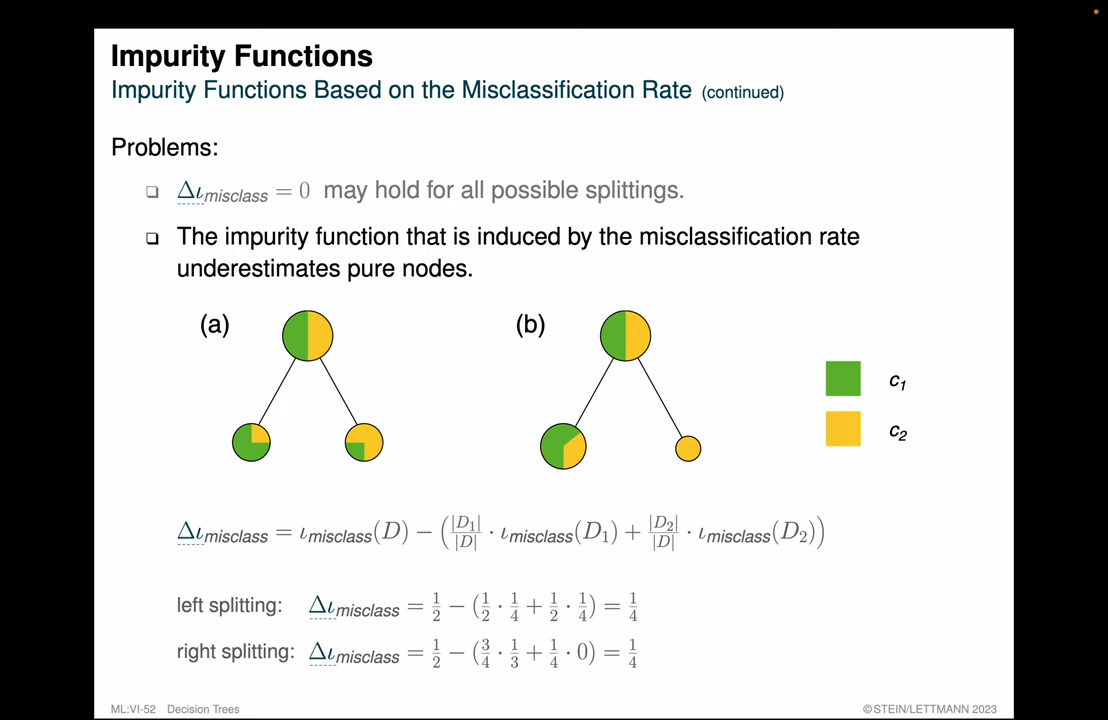 Impurity Functions
Impurity Functions Based on the Misclassification Rate (continued)
Problems:
❑ Δι_misclass = 0 may hold for all possible splittings.
❑ The impurity function that is induced by the misclassification rate
underestimates pure nodes.
(a) (b)
c₁
c₂
Δι_misclass = ι_misclass(D) − (|D₁|/|D| · ι_misclass(D₁) + |D₂|/|D| · ι_misclass(D₂))
left splitting: Δι_misclass = 1/2 − (1/2 · 1/4 + 1/2 · 1/4) = 1/4
right splitting: Δι_misclass = 1/2 − (3/4 · 1/3 + 1/4 · 0) = 1/4
ML:VI-52 Decision Trees ©STEIN/LETTMANN 2023